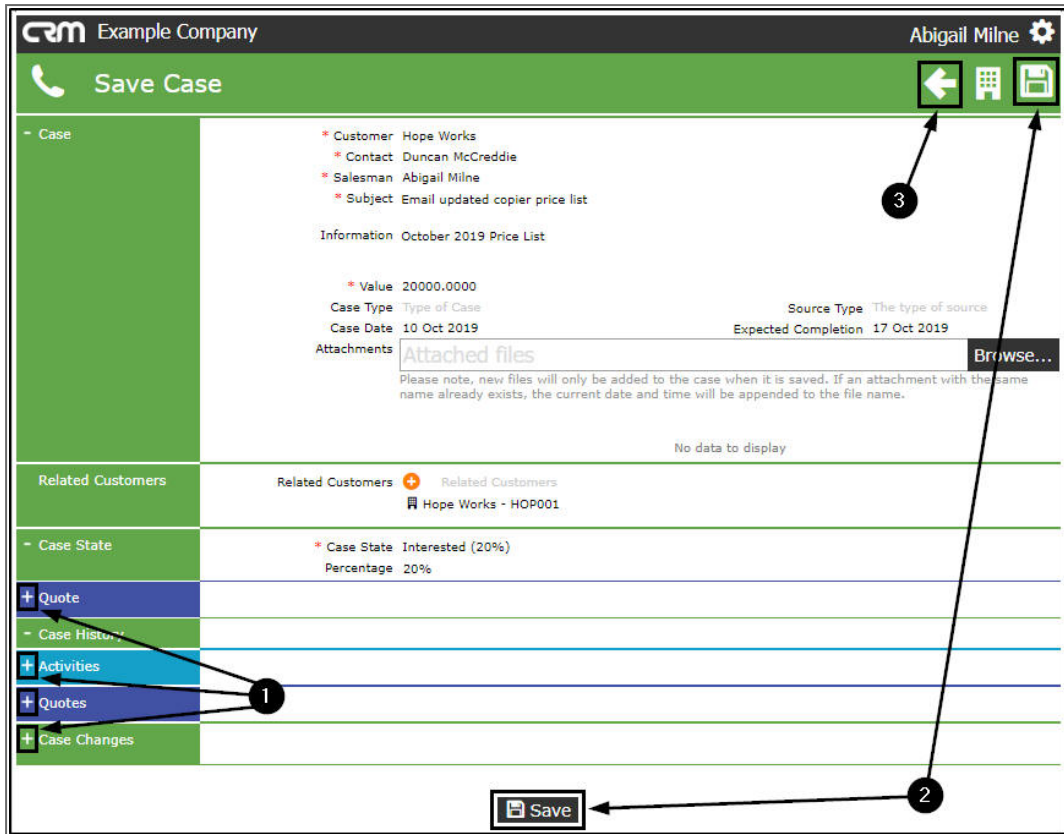 CRM Example Company
Abigail Milne
Save Case
- Case
* Customer Hope Works
* Contact Duncan McCreddie
* Salesman Abigail Milne
* Subject Email updated copier price list
3
Information October 2019 Price List
* Value 20000.0000
Case Type Type of Case
Source Type The type of source
Case Date 10 Oct 2019
Expected Completion 17 Oct 2019
Attachments Attached files Browse...
Please note, new files will only be added to the case when it is saved. If an attachment with the same
name already exists, the current date and time will be appended to the file name.
No data to display
Related Customers
Related Customers + Related Customers
Hope Works - HOP001
- Case State
* Case State Interested (20%)
Percentage 20%
+ Quote
- Case History
+ Activities
1
+ Quotes
+ Case Changes
2
Save